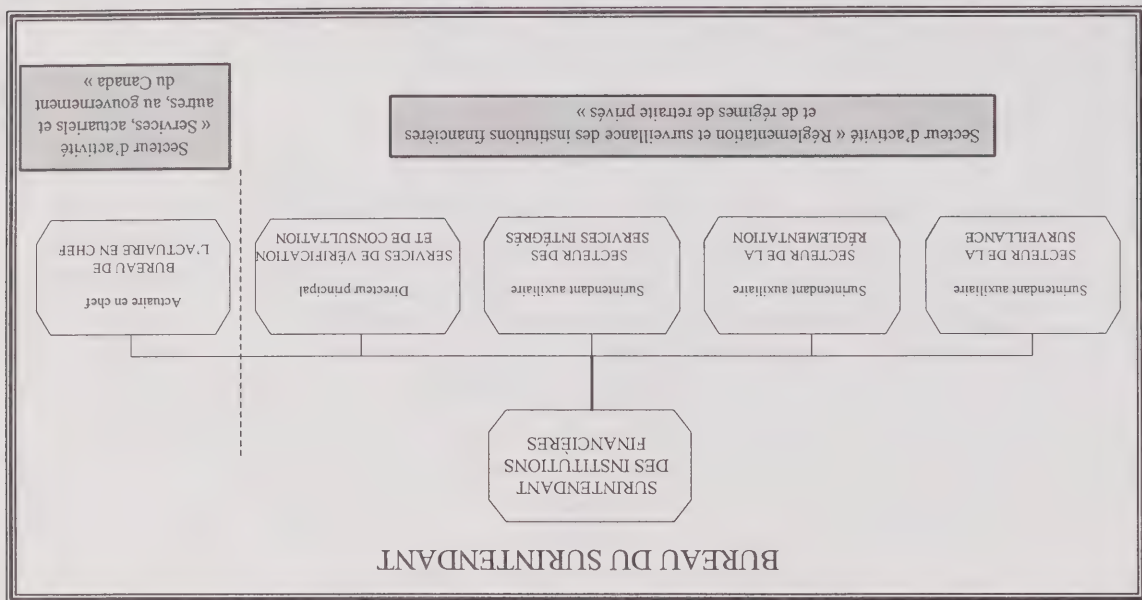 BUREAU DU SURINTENDANT
SURINTENDANT
DES INSTITUTIONS
FINANCIÈRES
Surintendant auxiliaire
SECTEUR DE LA
SURVEILLANCE
Surintendant auxiliaire
SECTEUR DE LA
RÉGLEMENTATION
Surintendant auxiliaire
SECTEUR DES
SERVICES INTÉGRÉS
Directeur principal
SERVICES DE VÉRIFICATION
ET DE CONSULTATION
Actuaire en chef
BUREAU DE
L'ACTUAIRE EN CHEF
Secteur d'activité « Réglementation et surveillance des institutions financières
et de régimes de retraite privés »
Secteur d'activité
« Services, actuariels et
autres, au gouvernement
du Canada »